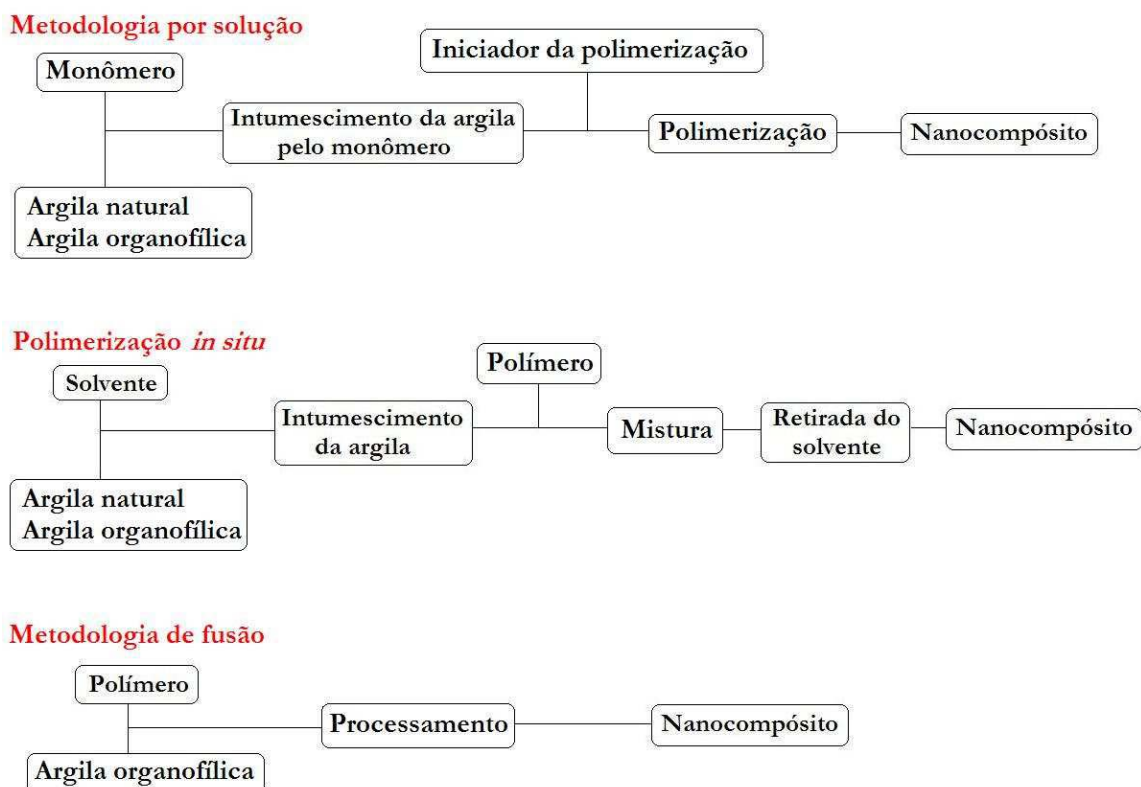 Metodologia por solução
Iniciador da polimerização
Monômero
Intumescimento da argila
pelo monômero
Polimerização
Nanocompósito
Argila natural
Argila organofílica
Polimerização in situ
Polímero
Solvente
Intumescimento
da argila
Mistura
Retirada do
solvente
Nanocompósito
Argila natural
Argila organofílica
Metodologia de fusão
Polímero
Processamento
Nanocompósito
Argila organofílica